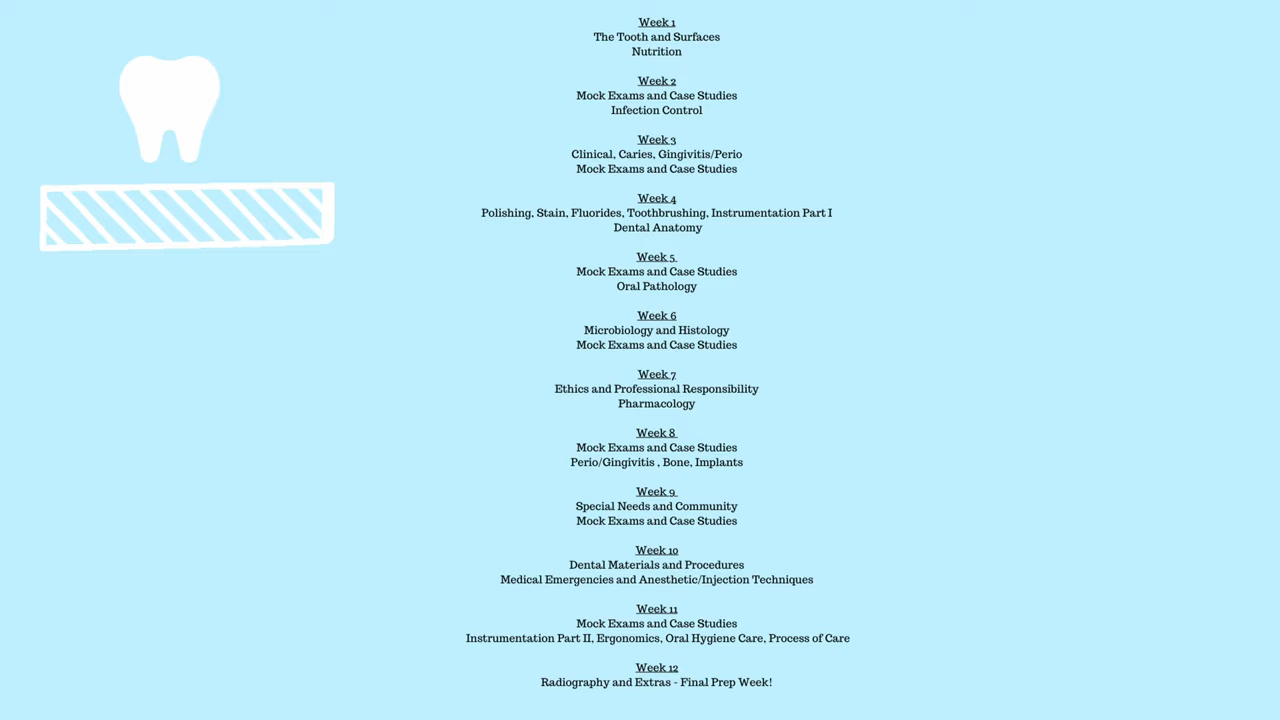 Week 1
The Tooth and Surfaces
Nutrition
Week 2
Mock Exams and Case Studies
Infection Control
Week 3
Clinical, Caries, Gingivitis/Perio
Mock Exams and Case Studies
Week 4
Polishing, Stain, Fluorides, Toothbrushing, Instrumentation Part I
Dental Anatomy
Week 5
Mock Exams and Case Studies
Oral Pathology
Week 6
Microbiology and Histology
Mock Exams and Case Studies
Week 7
Ethics and Professional Responsibility
Pharmacology
Week 8
Mock Exams and Case Studies
Perio/Gingivitis , Bone, Implants
Week 9
Special Needs and Community
Mock Exams and Case Studies
Week 10
Dental Materials and Procedures
Medical Emergencies and Anesthetic/Injection Techniques
Week 11
Mock Exams and Case Studies
Instrumentation Part II, Ergonomics, Oral Hygiene Care, Process of Care
Week 12
Radiography and Extras - Final Prep Week!